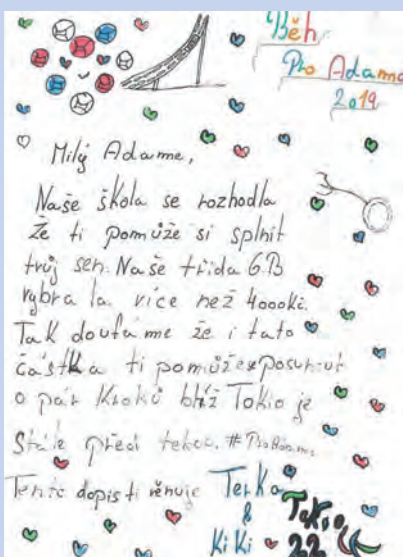 Běh
Pro Adama
2019
Milý Adame,
Naše škola se rozhodla
Že ti pomůže si splnit
tvůj sen. Naše třída 6B
vybra la více než 4000kč.
Tak doufáme že i tato
částka ti pomůže posunout
o pár Kroků blíž Tokio je
Stále před tebou.
Tento dopis ti věnuje Terka
&
KiKi
Tokio